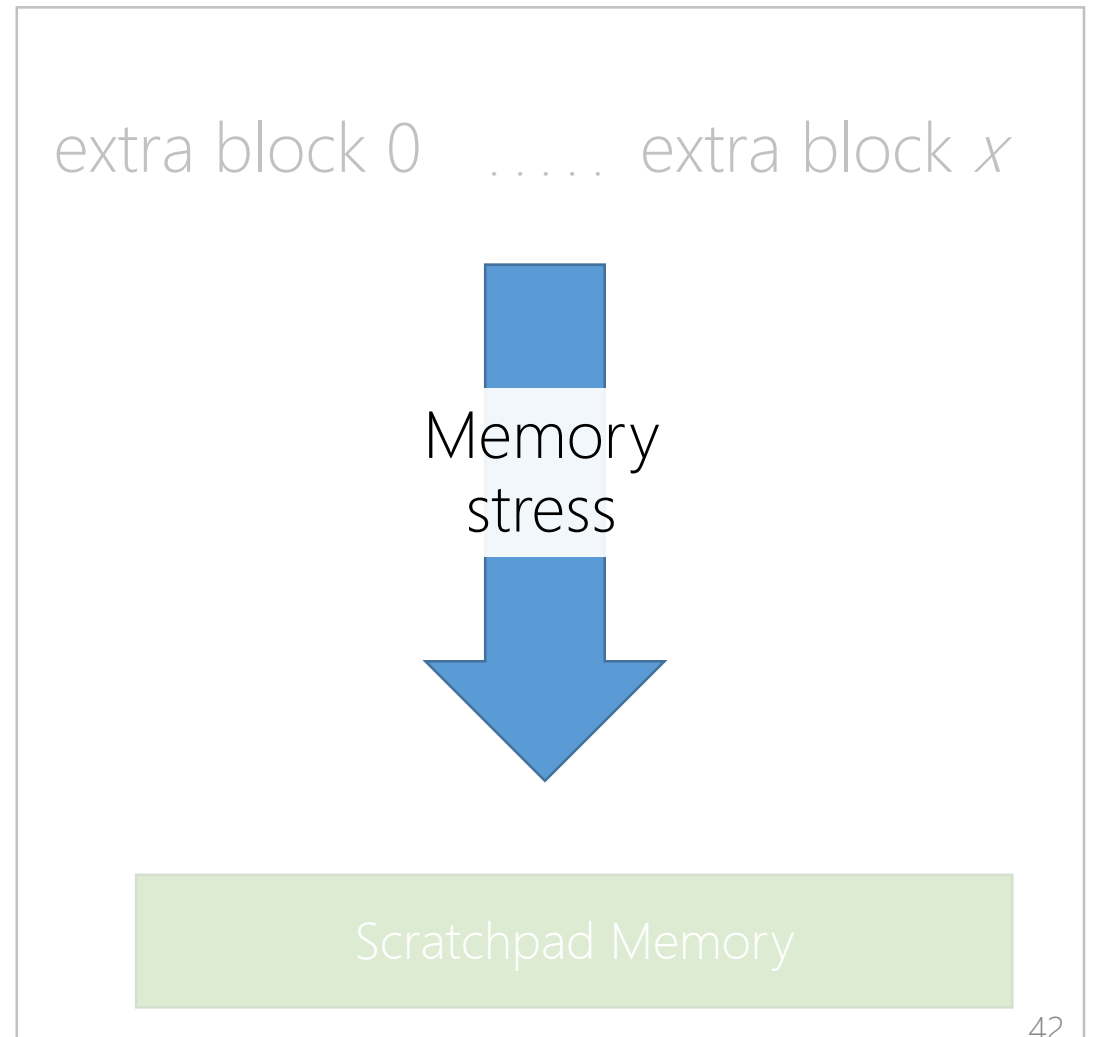 extra block 0 ..... extra block x
Memory
stress
Scratchpad Memory
42